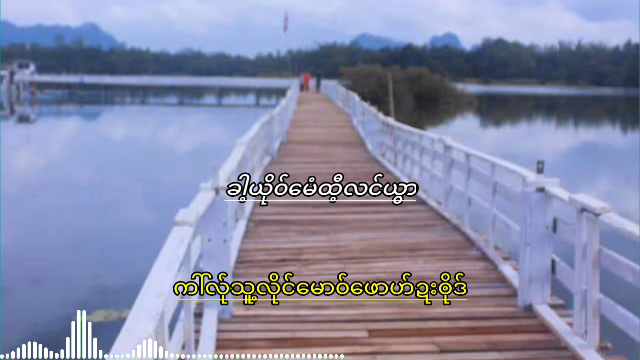 ခါ့ယိုဝ်မေံထီ့လင်ယွာ
ကါ်လ်ုသူ့လိုင်မောဝ်ဖောဟ်ဍးစိုဒ်